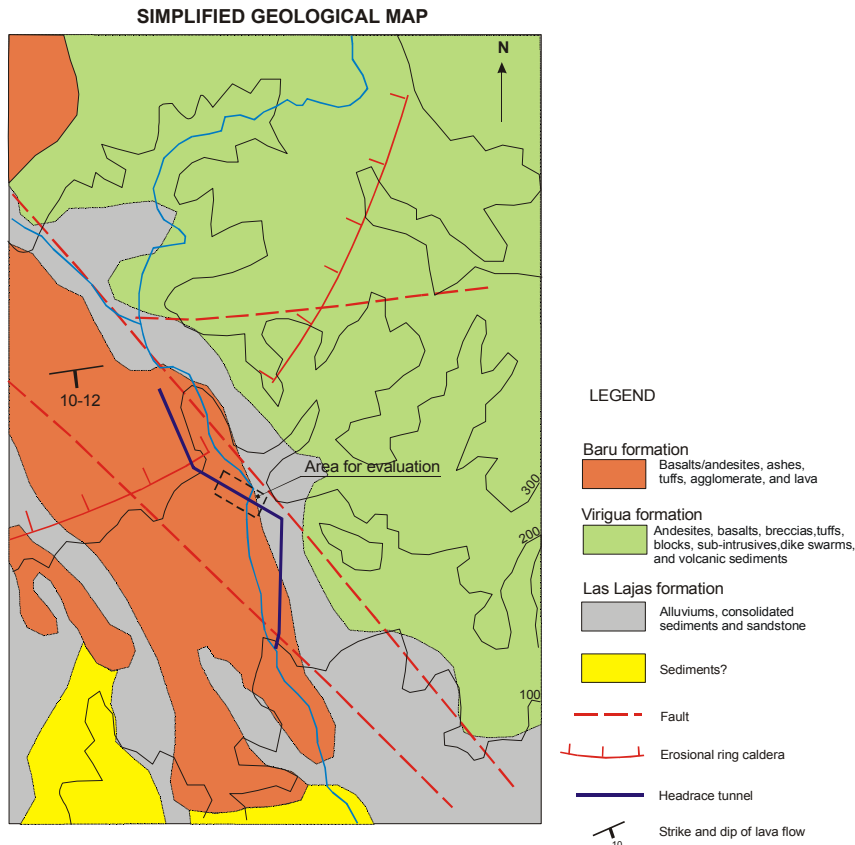 SIMPLIFIED GEOLOGICAL MAP
N
10-12
Area for evaluation
300
200
100
LEGEND
Baru formation
Basalts/andesites, ashes,
tuffs, agglomerate, and lava
Virigua formation
Andesites, basalts, breccias,tuffs,
blocks, sub-intrusives,dike swarms,
and volcanic sediments
Las Lajas formation
Alluviums, consolidated
sediments and sandstone
Sediments?
Fault
Erosional ring caldera
Headrace tunnel
Strike and dip of lava flow
10